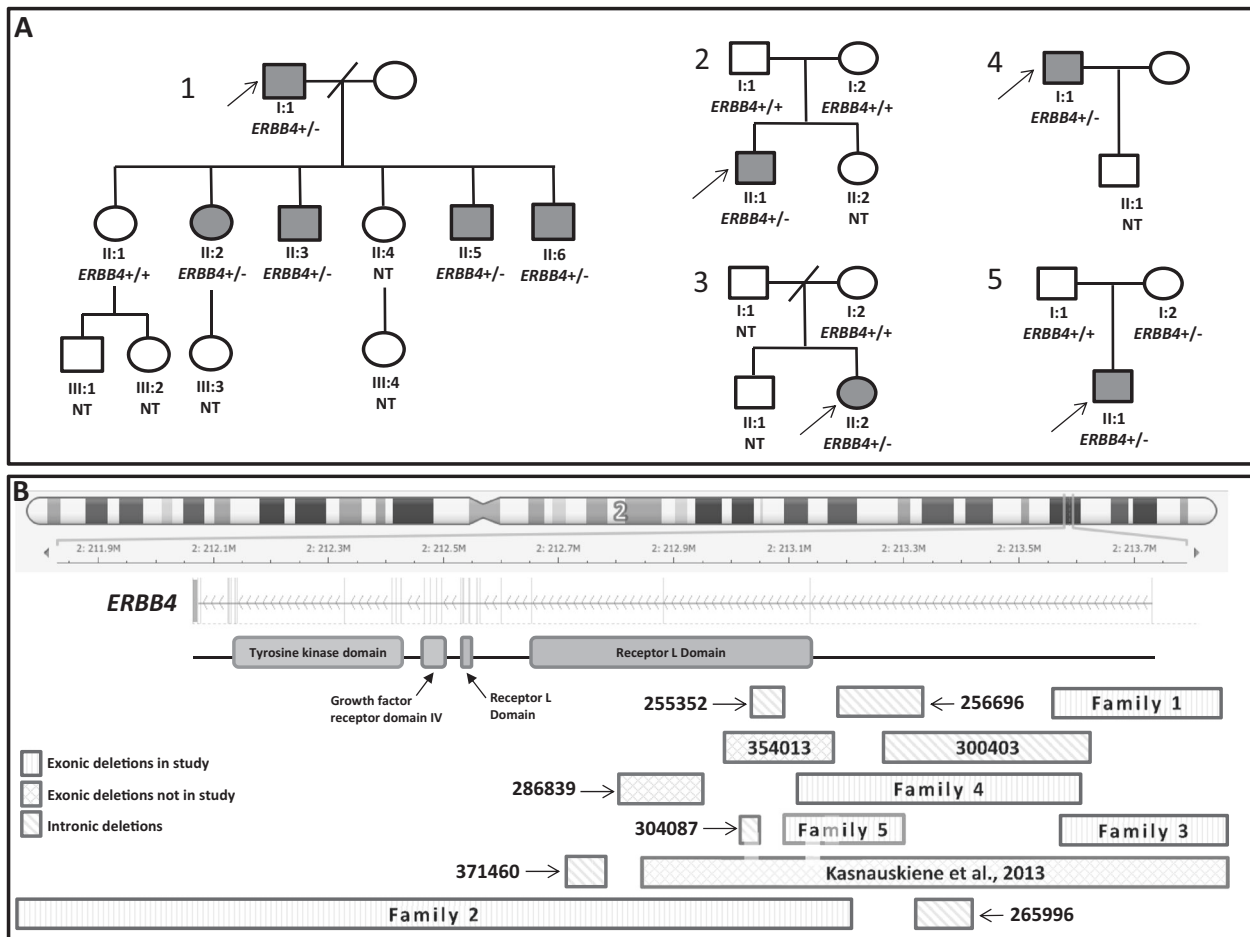 A
1
I:1
ERBB4+/-
II:1
ERBB4+/+
II:2
ERBB4+/-
II:3
ERBB4+/-
II:4
NT
II:5
ERBB4+/-
II:6
ERBB4+/-
III:1
NT
III:2
NT
III:3
NT
III:4
NT
2
I:1
ERBB4+/+
I:2
ERBB4+/+
II:1
ERBB4+/-
II:2
NT
3
I:1
NT
I:2
ERBB4+/+
II:1
NT
II:2
ERBB4+/-
4
I:1
ERBB4+/-
II:1
NT
5
I:1
ERBB4+/+
I:2
ERBB4+/-
II:1
ERBB4+/-
B
2
2: 211.9M 2: 212.1M 2: 212.3M 2: 212.5M 2: 212.7M 2: 212.9M 2: 213.1M 2: 213.3M 2: 213.5M 2: 213.7M
ERBB4
Tyrosine kinase domain
Receptor L Domain
Growth factor
receptor domain IV
Receptor L
Domain
255352
256696
Family 1
354013
300403
Exonic deletions in study
Exonic deletions not in study
Intronic deletions
286839
Family 4
304087
Family 5
Family 3
371460
Kasnauskiene et al., 2013
Family 2
265996